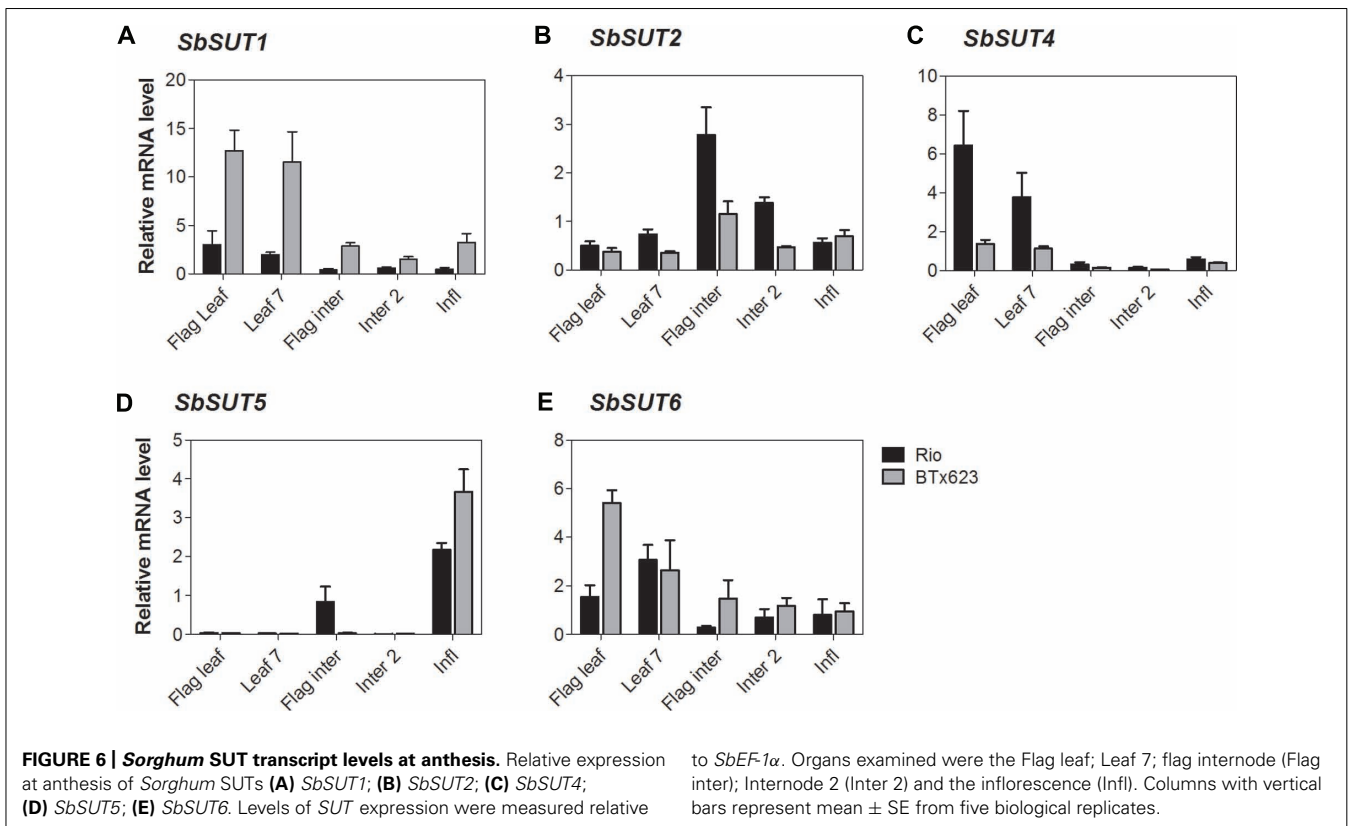 A SbSUT1
B SbSUT2
C SbSUT4
Relative mRNA level
20
15
10
5
0
Flag Leaf
Leaf 7
Flag inter
Inter 2
Infl
4
3
2
1
0
Flag leaf
Leaf 7
Flag inter
Inter 2
Infl
10
8
6
4
2
0
Flag leaf
Leaf 7
Flag inter
Inter 2
Infl
D SbSUT5
E SbSUT6
Relative mRNA level
5
4
3
2
1
0
Flag leaf
Leaf 7
Flag inter
Inter 2
Infl
8
6
4
2
0
Flag leaf
Leaf 7
Flag inter
Inter 2
Infl
Rio
BTx623
FIGURE 6 | Sorghum SUT transcript levels at anthesis. Relative expression
at anthesis of Sorghum SUTs (A) SbSUT1; (B) SbSUT2; (C) SbSUT4;
(D) SbSUT5; (E) SbSUT6. Levels of SUT expression were measured relative
to SbEF-1α. Organs examined were the Flag leaf; Leaf 7; flag internode (Flag
inter); Internode 2 (Inter 2) and the inflorescence (Infl). Columns with vertical
bars represent mean ± SE from five biological replicates.